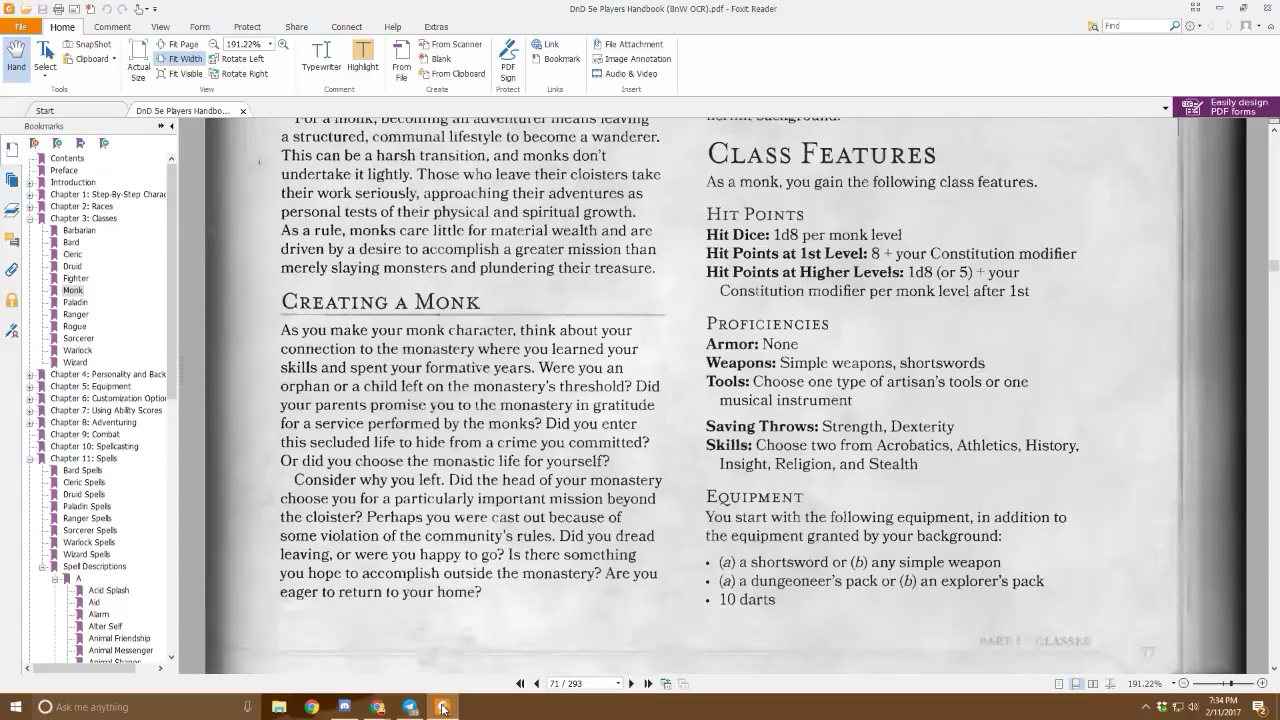 DnD 5e Players Handbook (BnW OCR).pdf - Foxit Reader
File Home Comment View Form Protect Share Connect Help Extras
Find
Hand
Select
SnapShot
Clipboard
Tools
Actual Size
Fit Page
Fit Width
Fit Visible
191.22%
Rotate Left
Rotate Right
View
Typewriter
Highlight
Comment
From File
From Scanner
Blank
From Clipboard
Create
PDF Sign
Protect
Link
Bookmark
Links
File Attachment
Image Annotation
Audio & Video
Insert
Start
DnD 5e Players Handbo...
Easily design
PDF forms
Bookmarks
Contents
Preface
Introduction
Chapter 1: Step-By-Step Charac
Chapter 2: Races
Chapter 3: Classes
Barbarian
Bard
Cleric
Druid
Fighter
Monk
Paladin
Ranger
Rogue
Sorcerer
Warlock
Wizard
Chapter 4: Personality and Back
Chapter 5: Equipment
Chapter 6: Customization Option
Chapter 7: Using Ability Scores
Chapter 8: Adventuring
Chapter 9: Combat
Chapter 10: Spellcasting
Chapter 11: Spells
Bard Spells
Cleric Spells
Druid Spells
Paladin Spells
Ranger Spells
Sorcerer Spells
Warlock Spells
Wizard Spells
Spell Descriptions
A
Acid Splash
Aid
Alarm
Alter Self
Animal Friendship
Animal Messenger
Animal Shapes
For a monk, becoming an adventurer means leaving
a structured, communal lifestyle to become a wanderer.
This can be a harsh transition, and monks don't
undertake it lightly. Those who leave their cloisters take
their work seriously, approaching their adventures as
personal tests of their physical and spiritual growth.
As a rule, monks care little for material wealth and are
driven by a desire to accomplish a greater mission than
merely slaying monsters and plundering their treasure.
CREATING A MONK
As you make your monk character, think about your
connection to the monastery where you learned your
skills and spent your formative years. Were you an
orphan or a child left on the monastery's threshold? Did
your parents promise you to the monastery in gratitude
for a service performed by the monks? Did you enter
this secluded life to hide from a crime you committed?
Or did you choose the monastic life for yourself?
Consider why you left. Did the head of your monastery
choose you for a particularly important mission beyond
the cloister? Perhaps you were cast out because of
some violation of the community's rules. Did you dread
leaving, or were you happy to go? Is there something
you hope to accomplish outside the monastery? Are you
eager to return to your home?
hermit background.
CLASS FEATURES
As a monk, you gain the following class features.
HIT POINTS
Hit Dice: 1d8 per monk level
Hit Points at 1st Level: 8 + your Constitution modifier
Hit Points at Higher Levels: 1d8 (or 5) + your
Constitution modifier per monk level after 1st
PROFICIENCIES
Armor: None
Weapons: Simple weapons, shortswords
Tools: Choose one type of artisan's tools or one
musical instrument
Saving Throws: Strength, Dexterity
Skills: Choose two from Acrobatics, Athletics, History,
Insight, Religion, and Stealth
EQUIPMENT
You start with the following equipment, in addition to
the equipment granted by your background:
• (a) a shortsword or (b) any simple weapon
• (a) a dungeoneer's pack or (b) an explorer's pack
• 10 darts
PART 1 | CLASSES
77
71 / 293
191.22%
Ask me anything
7:34 PM
2/11/2017